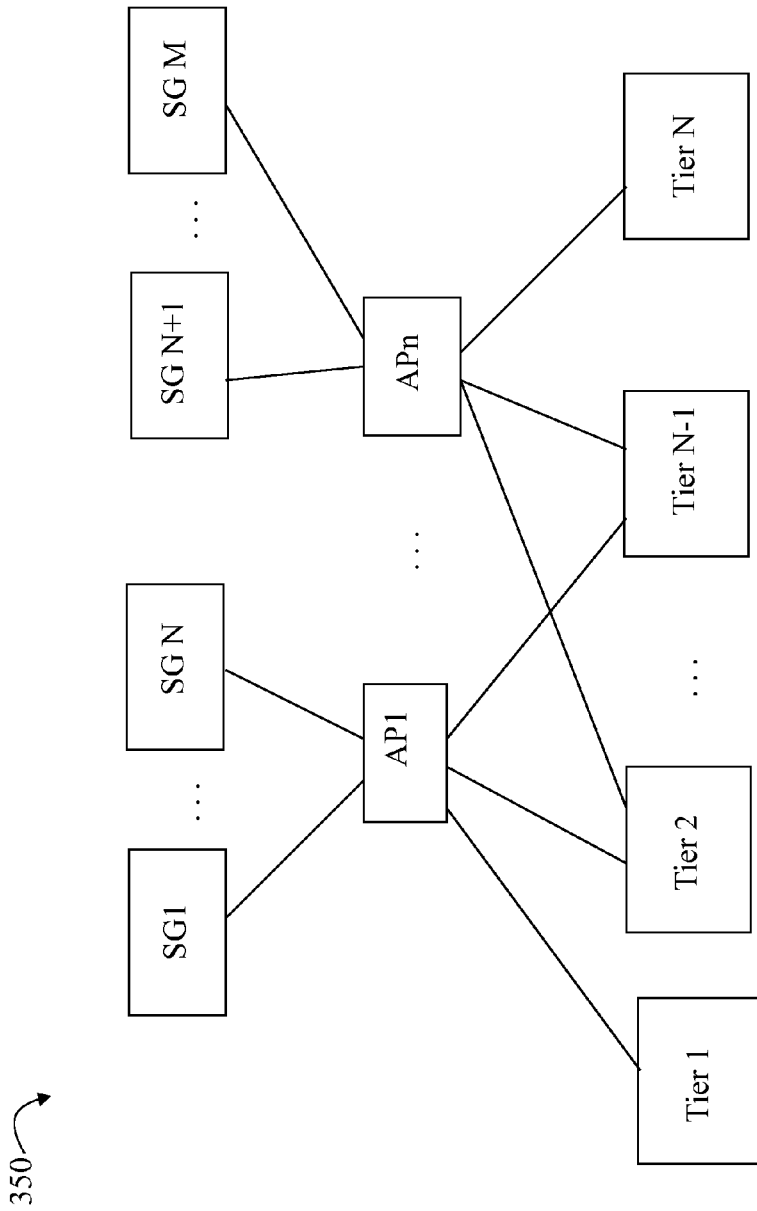 350
SG1
. . .
SG N
SG N+1
. . .
SG M
AP1
. . .
APn
Tier 1
Tier 2
. . .
Tier N-1
Tier N